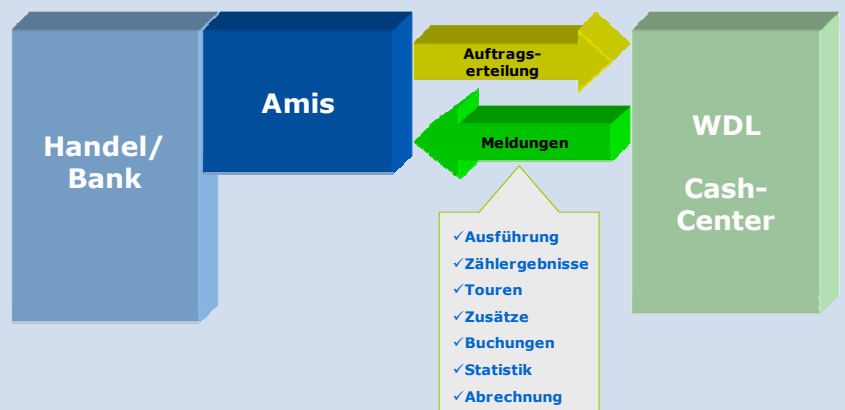 Handel/
Bank
Amis
Auftrags-
erteilung
Meldungen
WDL
Cash-
Center
✓Ausführung
✓Zählergebnisse
✓Touren
✓Zusätze
✓Buchungen
✓Statistik
✓Abrechnung